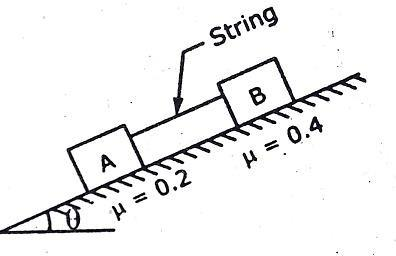 String
B
A
μ = 0.4
μ = 0.2
θ